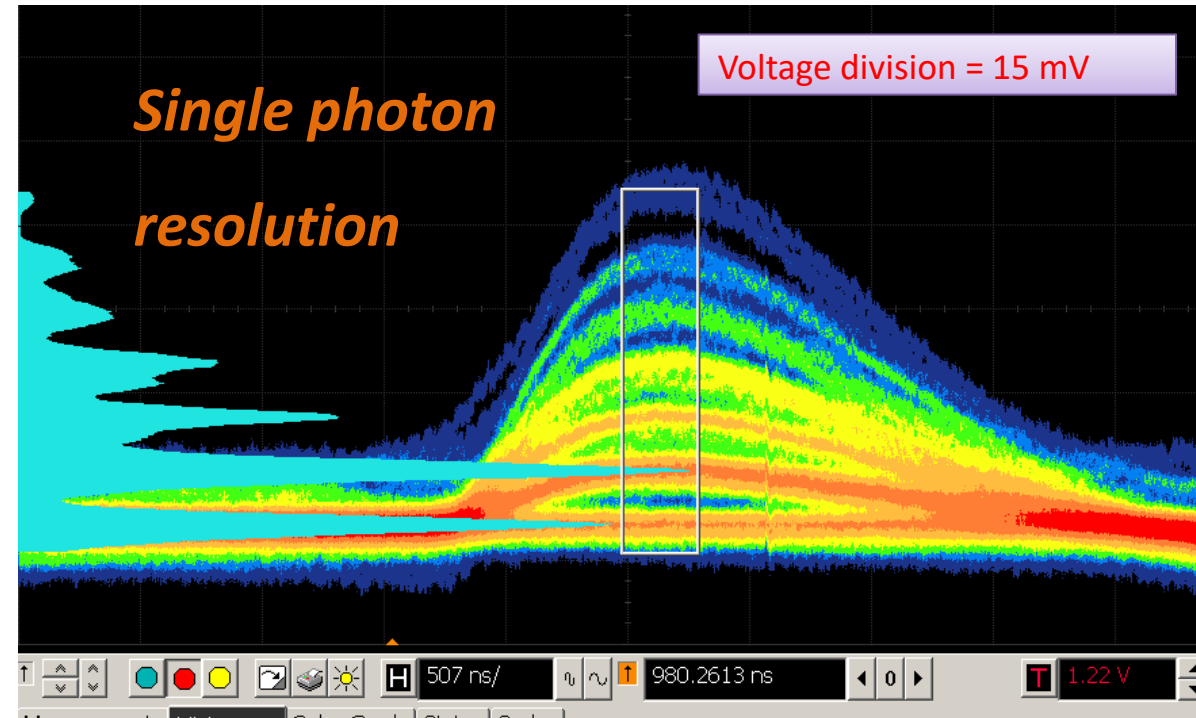 Voltage division = 15 mV
Single photon
resolution
H 507 ns/ 980.2613 ns 0 T 1.22 V